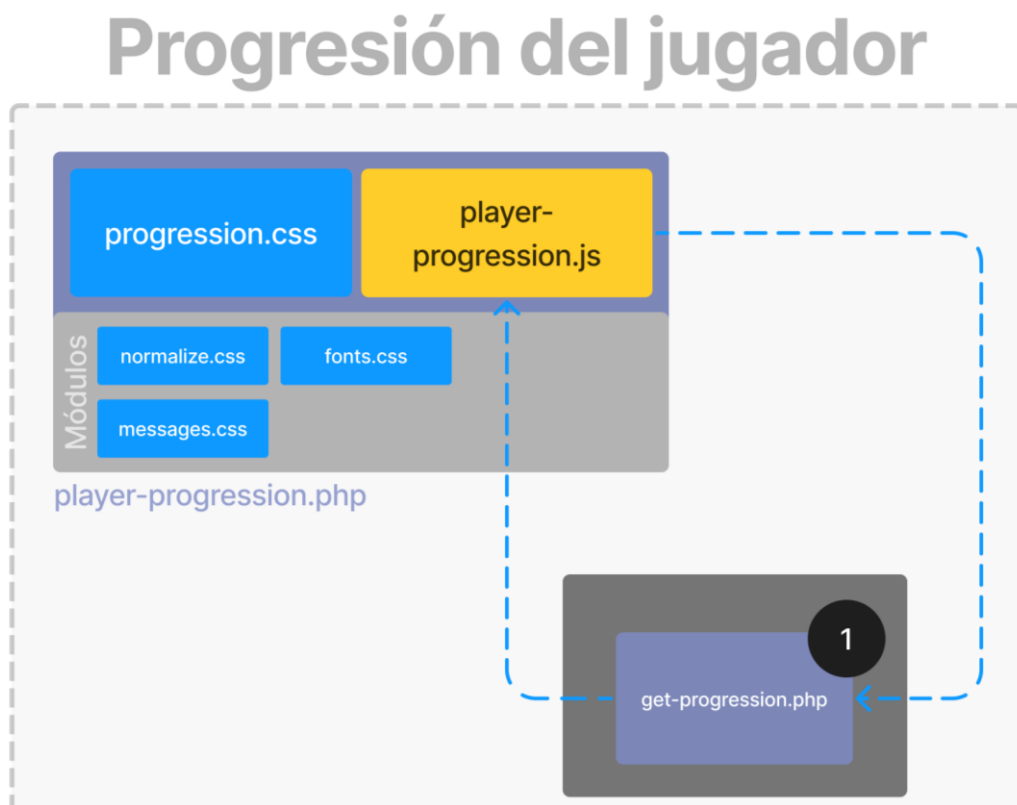 Progresión del jugador
progression.css
player-
progression.js
Módulos
normalize.css
fonts.css
messages.css
player-progression.php
1
get-progression.php